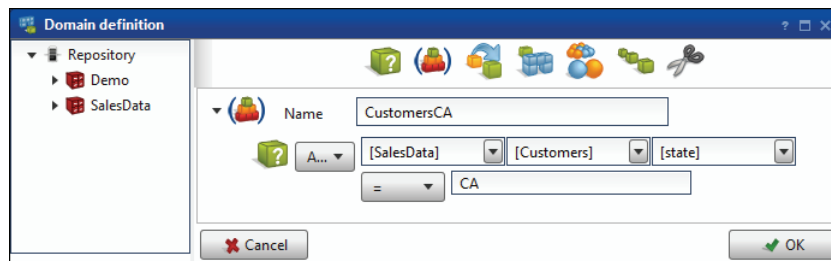 Domain definition
Repository
Demo
SalesData
Name CustomersCA
A... [SalesData] [Customers] [state]
= CA
Cancel OK